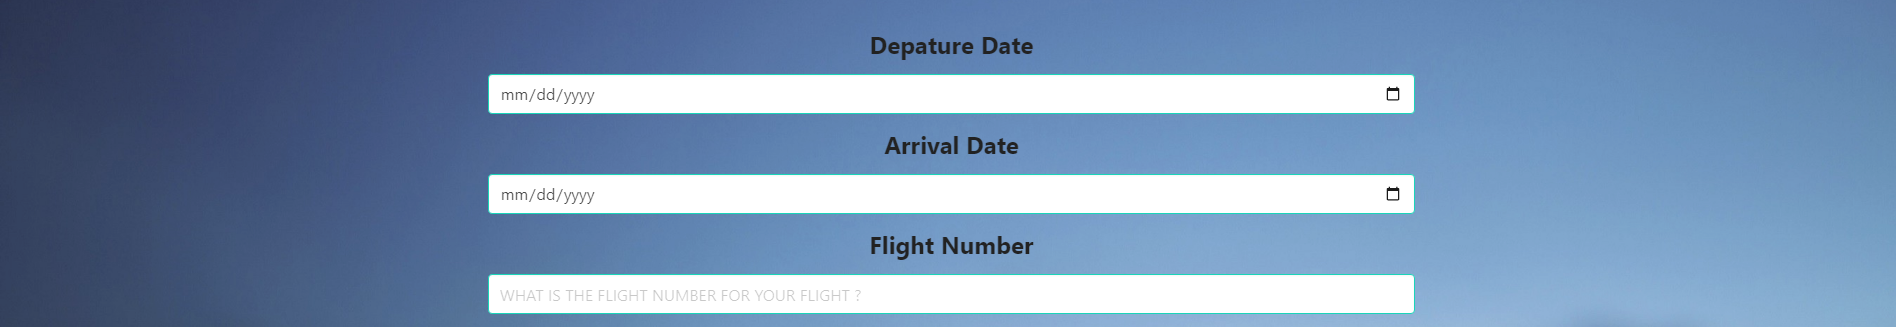 Depature Date
mm/dd/yyyy
Arrival Date
mm/dd/yyyy
Flight Number
WHAT IS THE FLIGHT NUMBER FOR YOUR FLIGHT ?